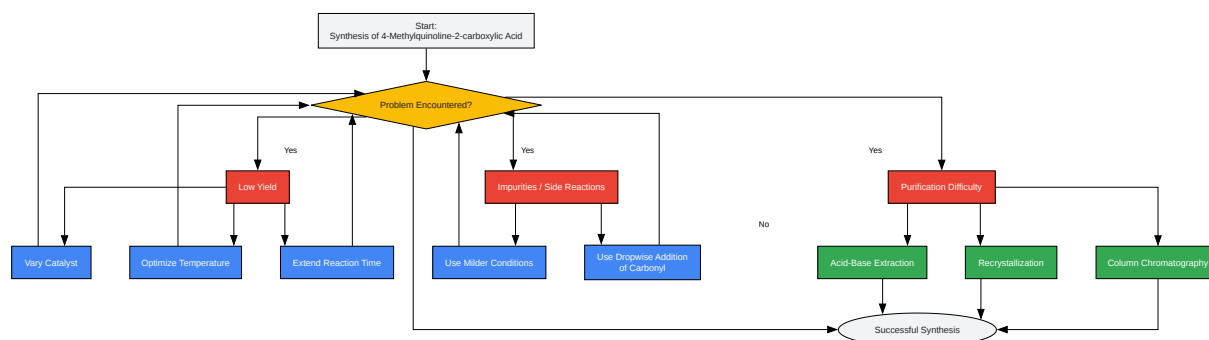 Start:
Synthesis of 4-Methylquinoline-2-carboxylic Acid
Problem Encountered?
Yes
Yes
Yes
Low Yield
Impurities / Side Reactions
Purification Difficulty
No
Vary Catalyst
Optimize Temperature
Extend Reaction Time
Use Milder Conditions
Use Dropwise Addition
of Carbonyl
Acid-Base Extraction
Recrystallization
Column Chromatography
Successful Synthesis